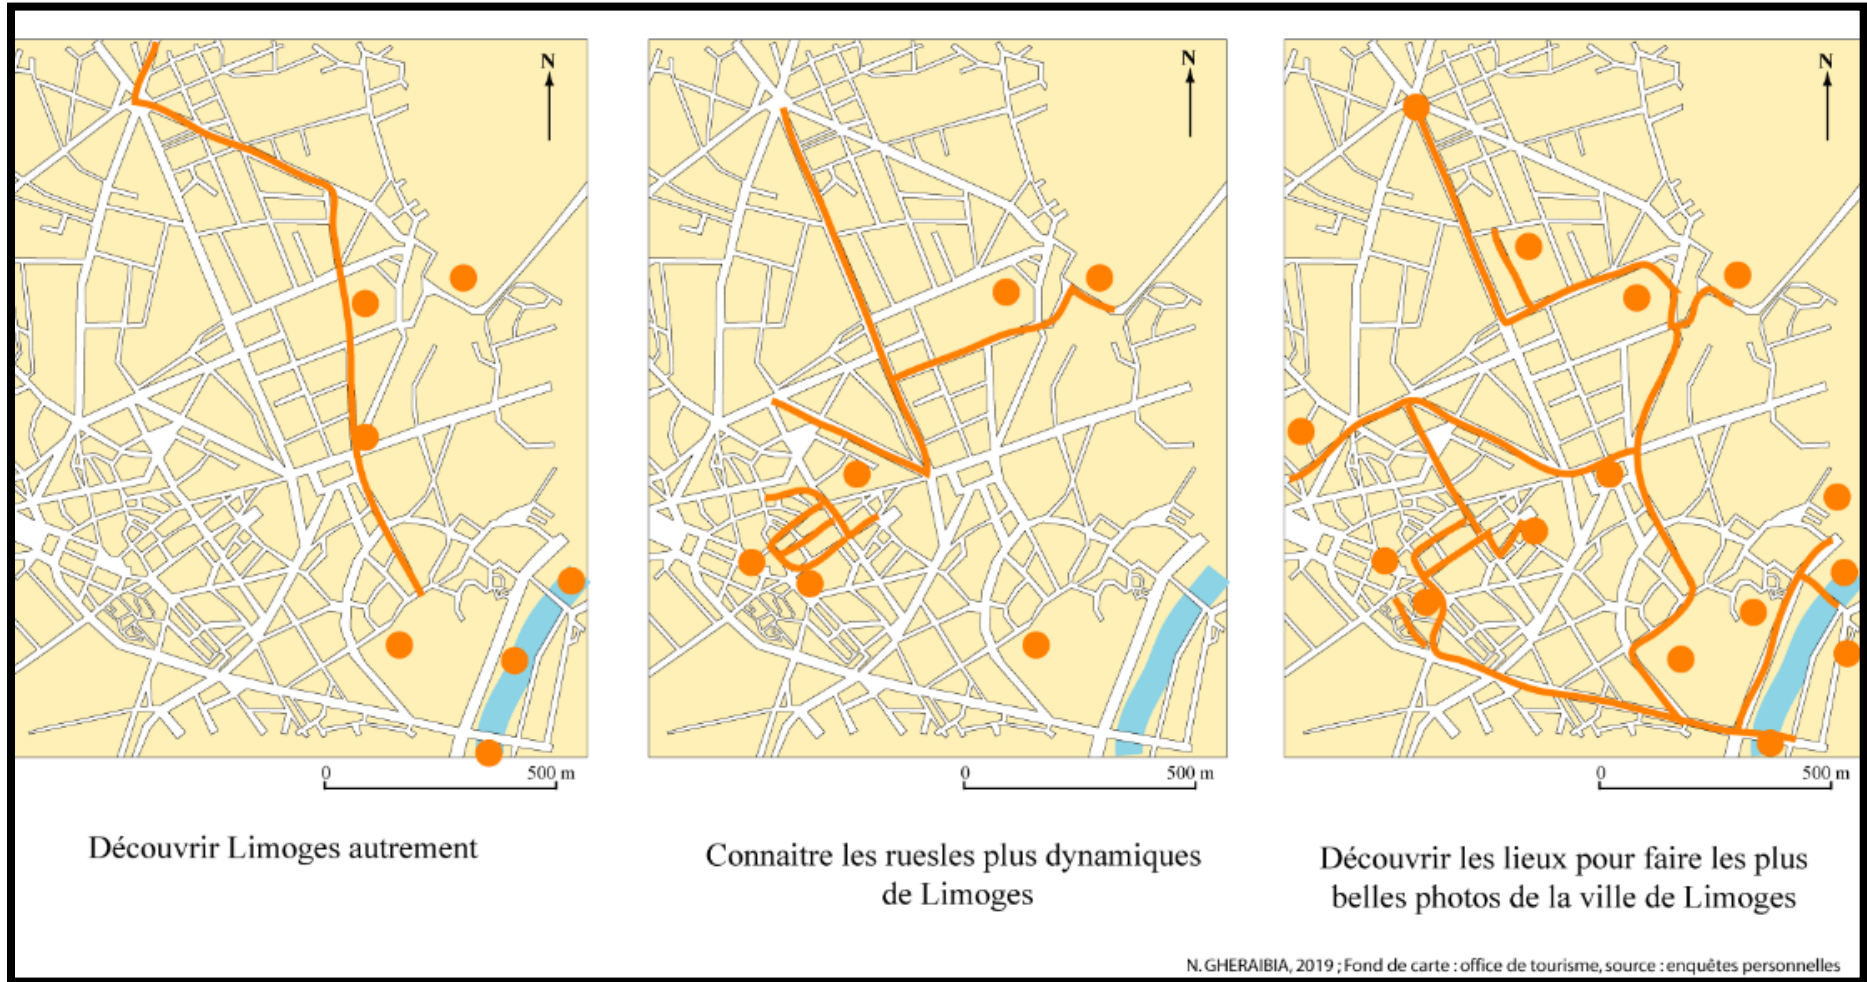 N
N
N
0 500 m
0 500 m
0 500 m
Découvrir Limoges autrement
Connaitre les ruesles plus dynamiques
de Limoges
Découvrir les lieux pour faire les plus
belles photos de la ville de Limoges
N. GHERAIBIA, 2019 ; Fond de carte : office de tourisme, source : enquêtes personnelles